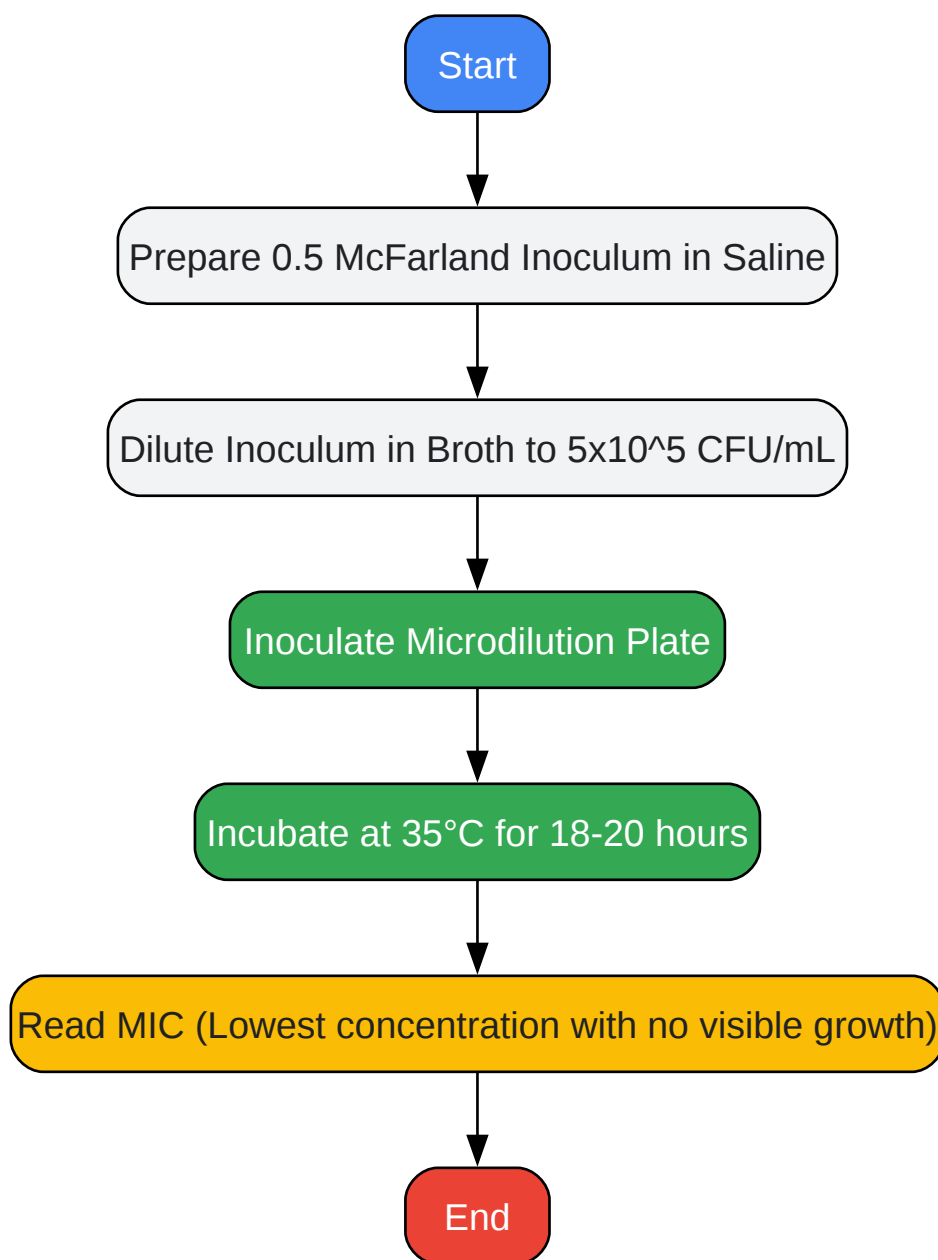 Start
Prepare 0.5 McFarland Inoculum in Saline
Dilute Inoculum in Broth to 5x10^5 CFU/mL
Inoculate Microdilution Plate
Incubate at 35°C for 18-20 hours
Read MIC (Lowest concentration with no visible growth)
End